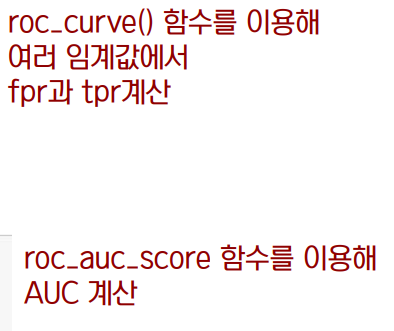 roc_curve() 함수를 이용해
여러 임계값에서
fpr과 tpr계산
roc_auc_score 함수를 이용해
AUC 계산